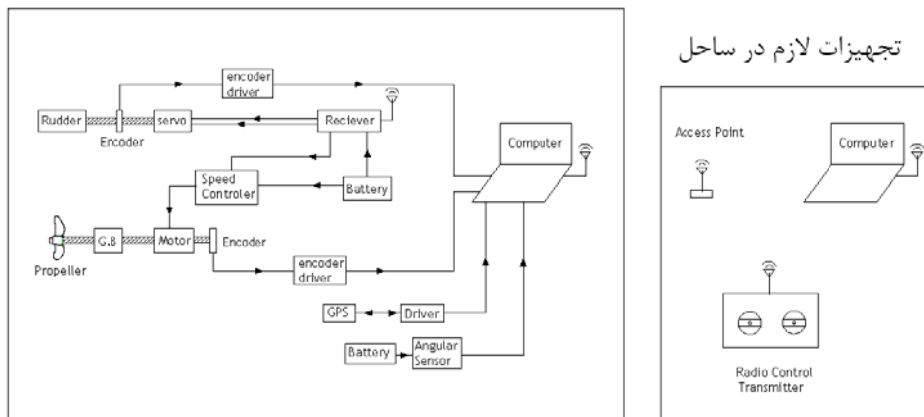 encoder
driver
Rudder
servo
Reciever
Encoder
Speed
Controler
Battery
Computer
G.B
Motor
Encoder
Propeller
encoder
driver
GPS
Driver
Battery
Angular
Sensor
تجهیزات لازم در ساحل
Access Point
Computer
Radio Control
Transmitter